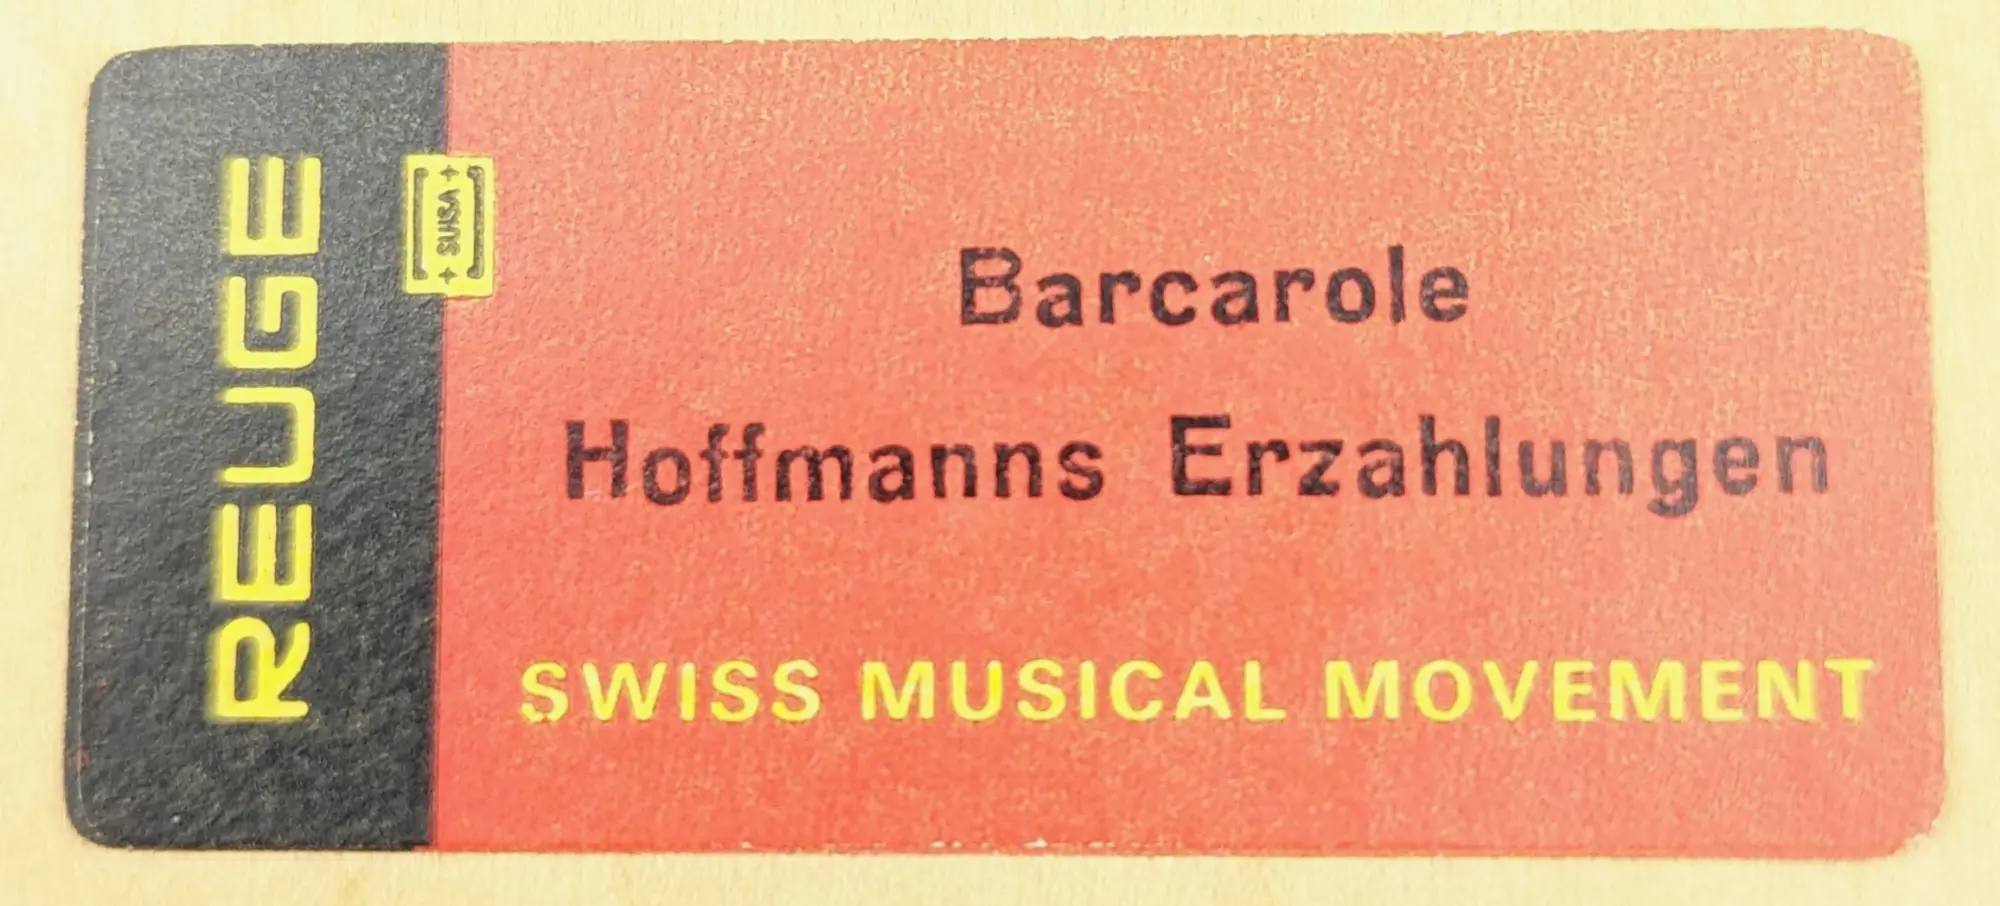 REUGE
SUISA
Barcarole
Hoffmanns Erzahlungen
SWISS MUSICAL MOVEMENT